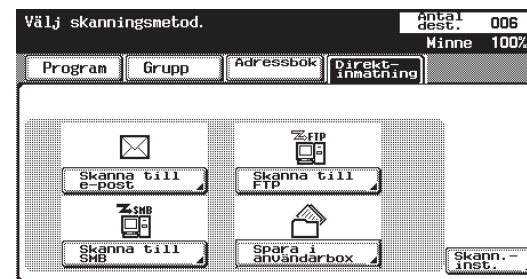 Välj skanningsmetod.
Antal
dest. 006
Minne 100%
Program Grupp Adressbok Direkt-
inmatning
FTP
Skanna till
e-post
Skanna till
FTP
SMB
Skanna till
SMB
Spara i
användarbox
Skann.-
inst.